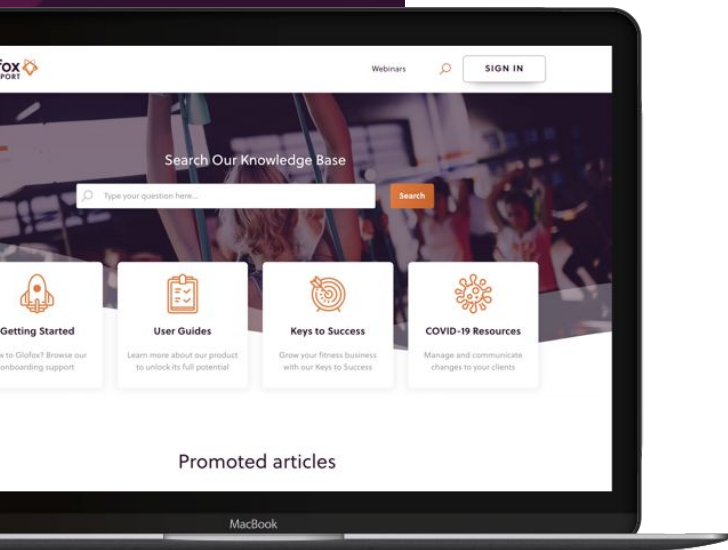 fox
PORT
Webinars
SIGN IN
Search Our Knowledge Base
Type your question here...
Search
Getting Started
to Glofox? Browse our
onboarding support
User Guides
Learn more about our product
to unlock its full potential
Keys to Success
Grow your fitness business
with our Keys to Success
COVID-19 Resources
Manage and communicate
changes to your clients
Promoted articles
MacBook